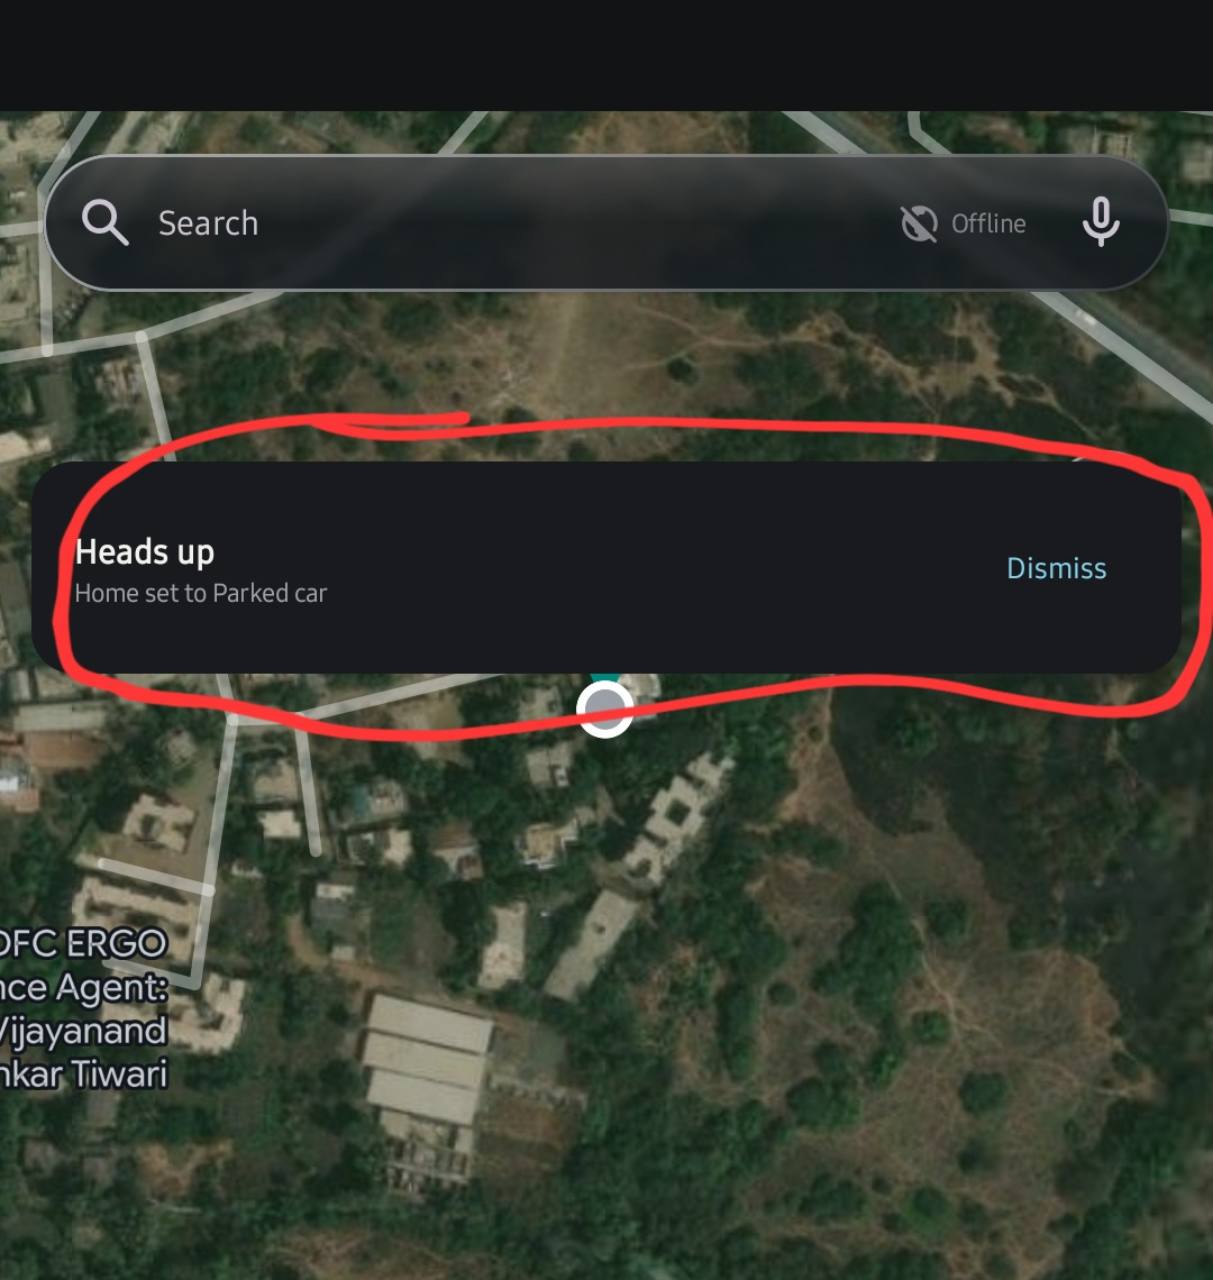 Search
Offline
Heads up
Home set to Parked car
Dismiss
DFC ERGO
nce Agent:
Vijayanand
nkar Tiwari